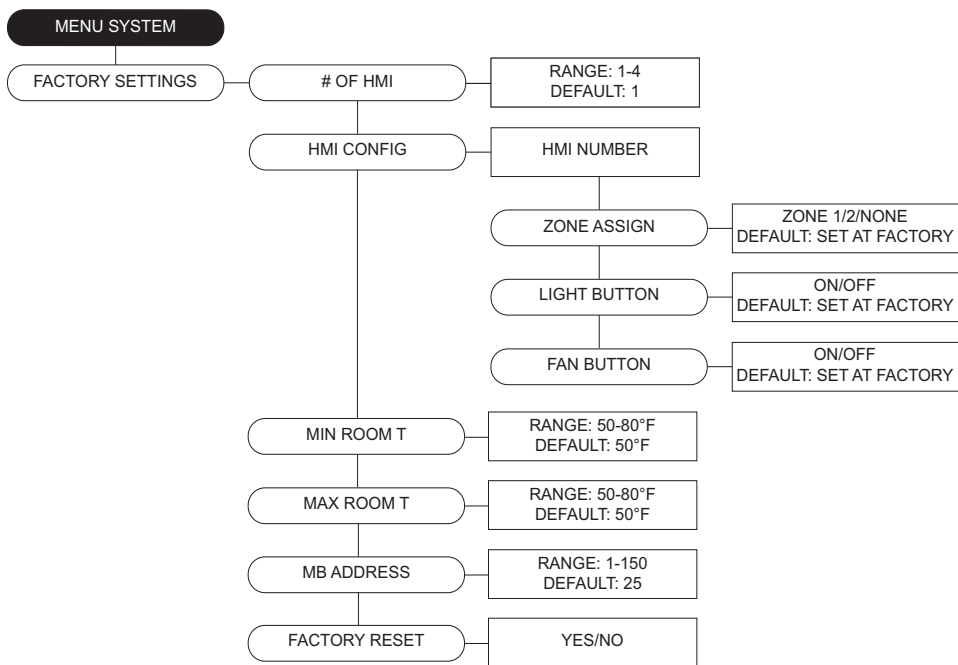 MENU SYSTEM
FACTORY SETTINGS
# OF HMI
RANGE: 1-4
DEFAULT: 1
HMI CONFIG
HMI NUMBER
ZONE ASSIGN
ZONE 1/2/NONE
DEFAULT: SET AT FACTORY
LIGHT BUTTON
ON/OFF
DEFAULT: SET AT FACTORY
FAN BUTTON
ON/OFF
DEFAULT: SET AT FACTORY
MIN ROOM T
RANGE: 50-80°F
DEFAULT: 50°F
MAX ROOM T
RANGE: 50-80°F
DEFAULT: 50°F
MB ADDRESS
RANGE: 1-150
DEFAULT: 25
FACTORY RESET
YES/NO